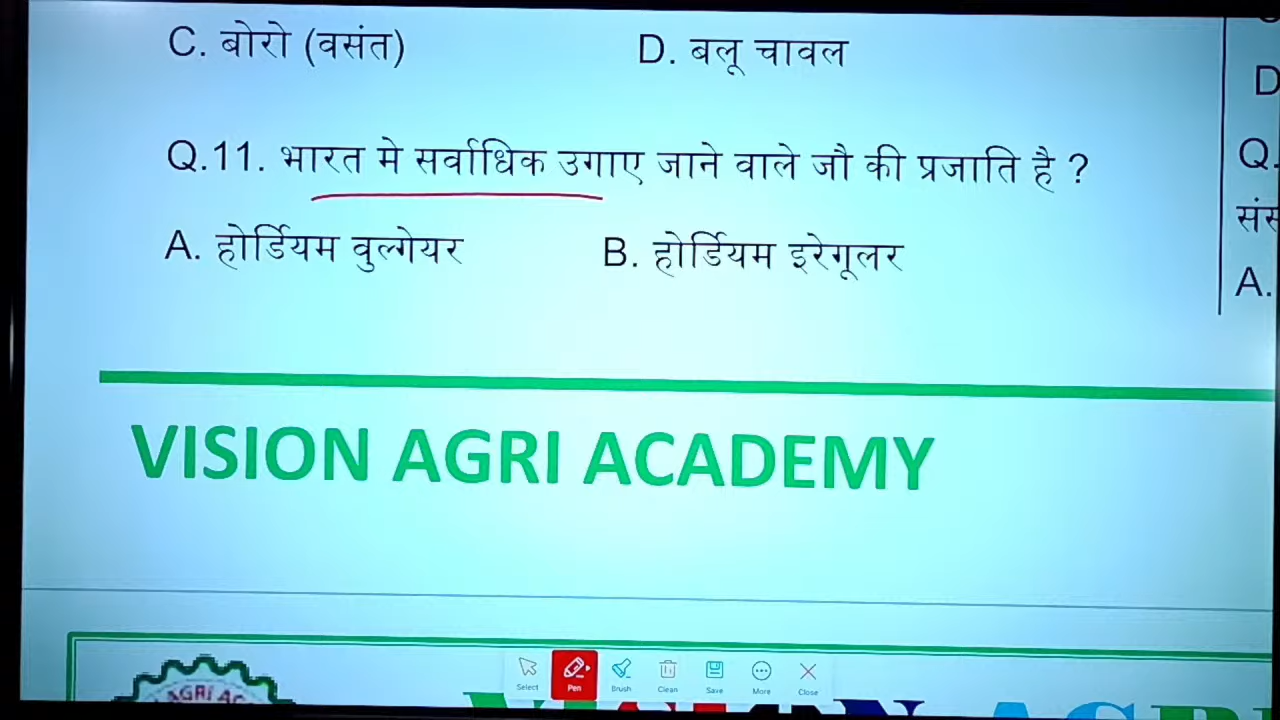 C. बोरो (वसंत) D. बलू चावल
D
Q.11. भारत मे सर्वाधिक उगाए जाने वाले जौ की प्रजाति है ?
Q.
A. होर्डियम वुल्गेयर B. होर्डियम इरेगूलर
A.
VISION AGRI ACADEMY
Select Pen Brush Clean Save More Close